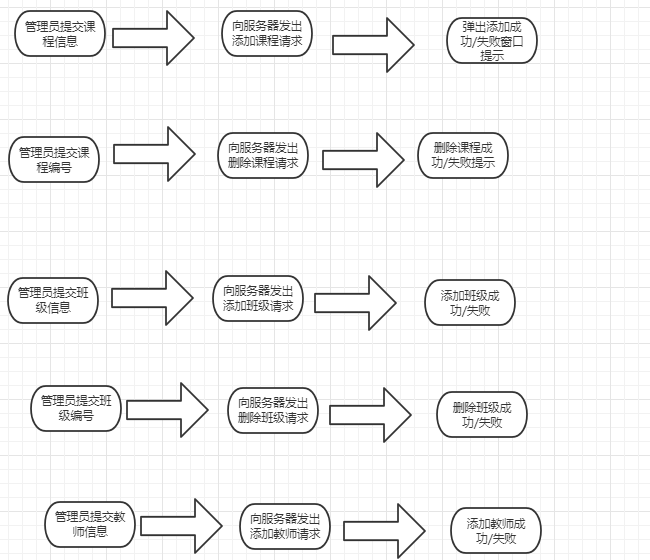 管理员提交课
程信息
向服务器发出
添加课程请求
弹出添加成
功/失败窗口
提示
管理员提交课
程编号
向服务器发出
删除课程请求
删除课程成
功/失败提示
管理员提交班
级信息
向服务器发出
添加班级请求
添加班级成
功/失败
管理员提交班
级编号
向服务器发出
删除班级请求
删除班级成
功/失败
管理员提交教
师信息
向服务器发出
添加教师请求
添加教师成
功/失败